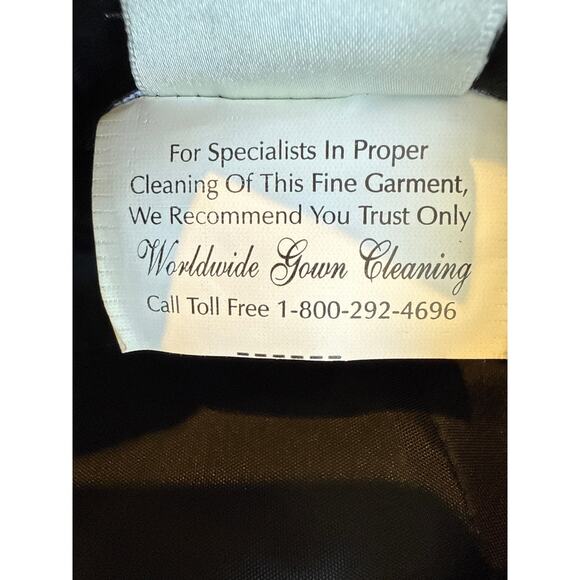 For Specialists In Proper
Cleaning Of This Fine Garment,
We Recommend You Trust Only
Worldwide Gown Cleaning
Call Toll Free 1-800-292-4696